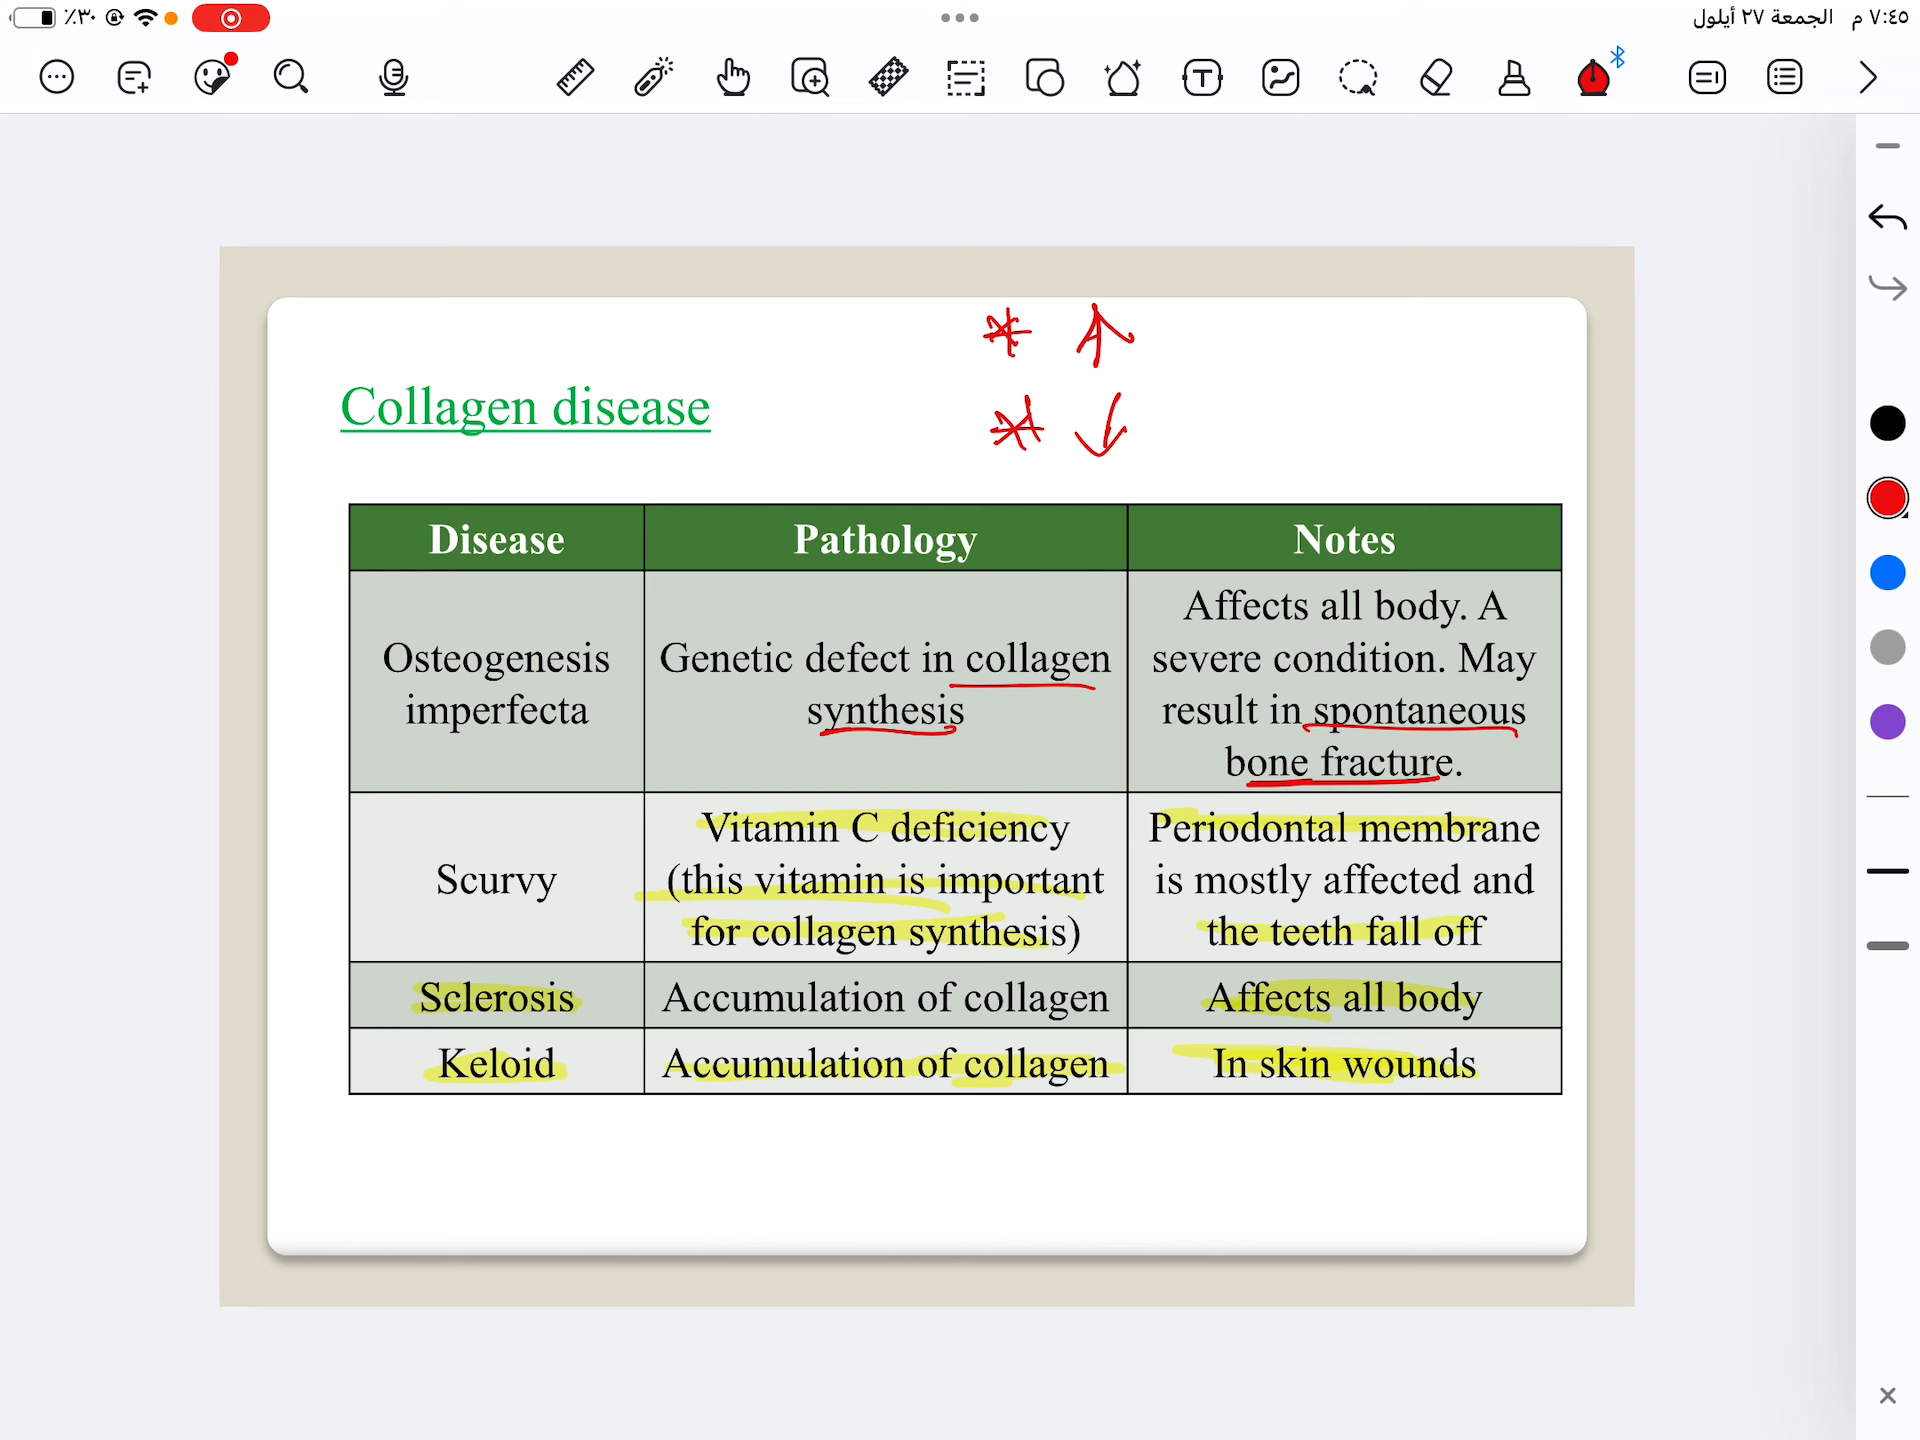 ٪٣٠
الجمعة ٢٧ أيلول ٧:٤٥ م
Collagen disease
Disease Pathology Notes
Osteogenesis
imperfecta
Genetic defect in collagen
synthesis
Affects all body. A
severe condition. May
result in spontaneous
bone fracture.
Scurvy
Vitamin C deficiency
(this vitamin is important
for collagen synthesis)
Periodontal membrane
is mostly affected and
the teeth fall off
Sclerosis Accumulation of collagen Affects all body
Keloid Accumulation of collagen In skin wounds